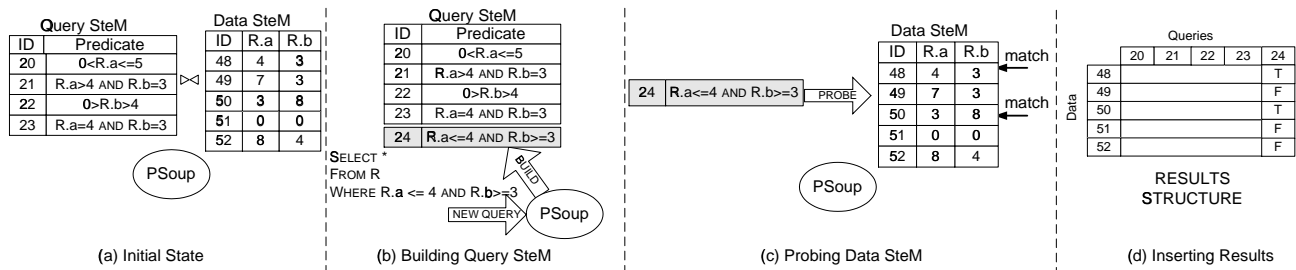 Query SteM
ID Predicate
20 0<R.a<=5
21 R.a>4 AND R.b=3
22 0>R.b>4
23 R.a=4 AND R.b=3
Data SteM
ID R.a R.b
48 4 3
49 7 3
50 3 8
51 0 0
52 8 4
PSoup
(a) Initial State
Query SteM
ID Predicate
20 0<R.a<=5
21 R.a>4 AND R.b=3
22 0>R.b>4
23 R.a=4 AND R.b=3
24 R.a<=4 AND R.b>=3
SELECT *
FROM R
WHERE R.a <= 4 AND R.b>=3
BUILD
NEW QUERY
PSoup
(b) Building Query SteM
24 R.a<=4 AND R.b>=3
PROBE
Data SteM
ID R.a R.b
48 4 3
49 7 3
50 3 8
51 0 0
52 8 4
match
match
PSoup
(c) Probing Data SteM
Queries
20 21 22 23 24
Data
48 T
49 F
50 T
51 F
52 F
RESULTS
STRUCTURE
(d) Inserting Results